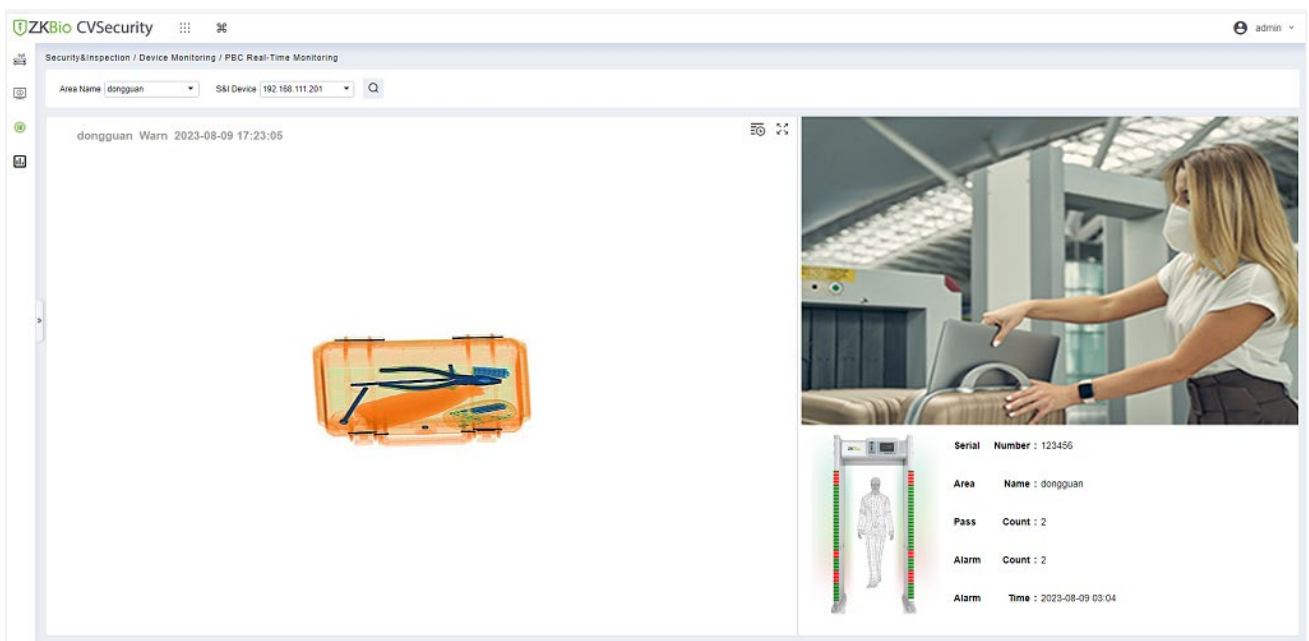 ZKBio CVSecurity
admin
Security&Inspection / Device Monitoring / PBC Real-Time Monitoring
Area Name dongguan S&I Device 192.168.111.201
dongguan Warn 2023-08-09 17:23:05
Serial Number : 123456
Area Name : dongguan
Pass Count : 2
Alarm Count : 2
Alarm Time : 2023-08-09 03:04